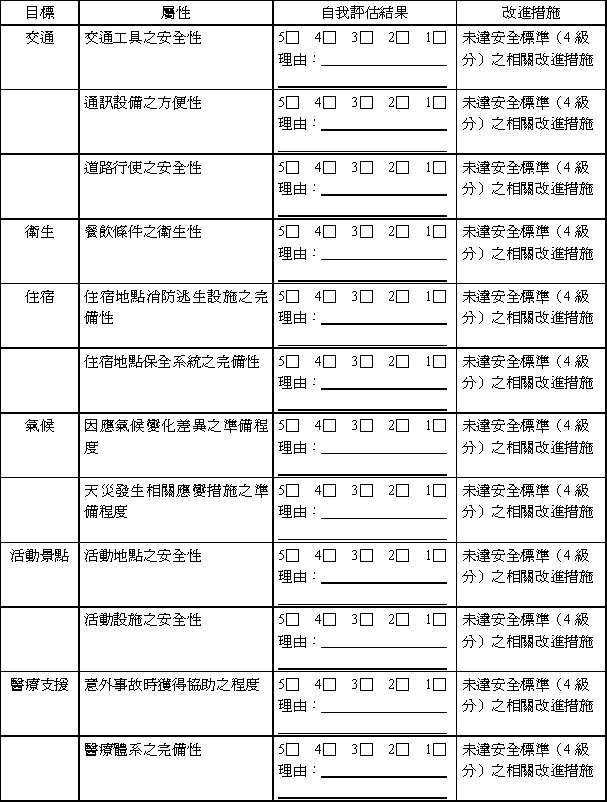 目標 屬性 自我評估結果 改進措施
交通 交通工具之安全性 5□ 4□ 3□ 2□ 1□ 未達安全標準（4 級
理由： 分）之相關改進措施
通訊設備之方便性 5□ 4□ 3□ 2□ 1□ 未達安全標準（4 級
理由： 分）之相關改進措施
道路行使之安全性 5□ 4□ 3□ 2□ 1□ 未達安全標準（4 級
理由： 分）之相關改進措施
衛生 餐飲條件之衛生性 5□ 4□ 3□ 2□ 1□ 未達安全標準（4 級
理由： 分）之相關改進措施
住宿 住宿地點消防逃生設施之完 5□ 4□ 3□ 2□ 1□ 未達安全標準（4 級
備性 理由： 分）之相關改進措施
住宿地點保全系統之完備性 5□ 4□ 3□ 2□ 1□ 未達安全標準（4 級
理由： 分）之相關改進措施
氣候 因應氣候變化差異之準備程 5□ 4□ 3□ 2□ 1□ 未達安全標準（4 級
度 理由： 分）之相關改進措施
天災發生相關應變措施之準 5□ 4□ 3□ 2□ 1□ 未達安全標準（4 級
備程度 理由： 分）之相關改進措施
活動景點 活動地點之安全性 5□ 4□ 3□ 2□ 1□ 未達安全標準（4 級
理由： 分）之相關改進措施
活動設施之安全性 5□ 4□ 3□ 2□ 1□ 未達安全標準（4 級
理由： 分）之相關改進措施
醫療支援 意外事故時獲得協助之程度 5□ 4□ 3□ 2□ 1□ 未達安全標準（4 級
理由： 分）之相關改進措施
醫療體系之完備性 5□ 4□ 3□ 2□ 1□ 未達安全標準（4 級
理由： 分）之相關改進措施